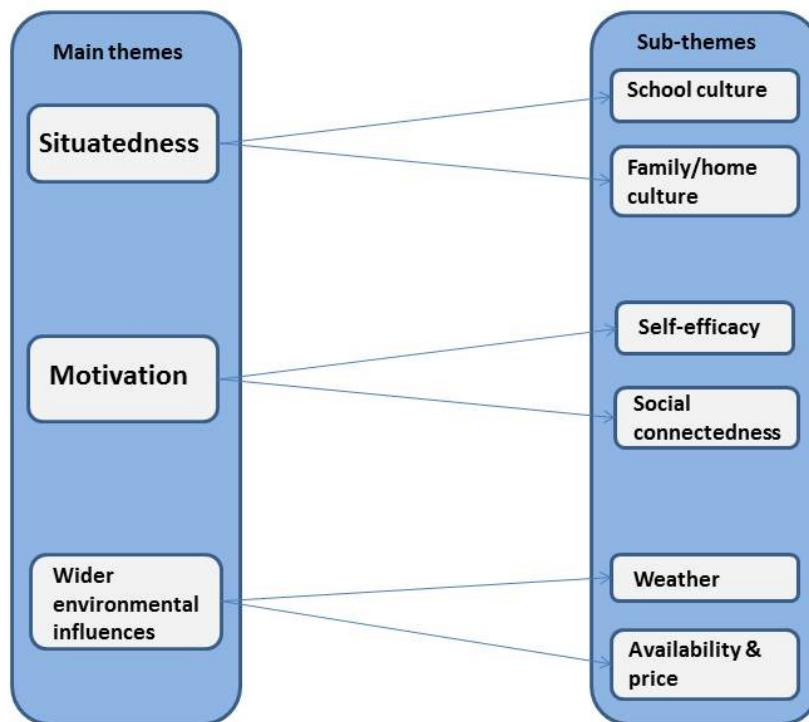 Main themes
Situatedness
Motivation
Wider
environmental
influences
Sub-themes
School culture
Family/home
culture
Self-efficacy
Social
connectedness
Weather
Availability &
price